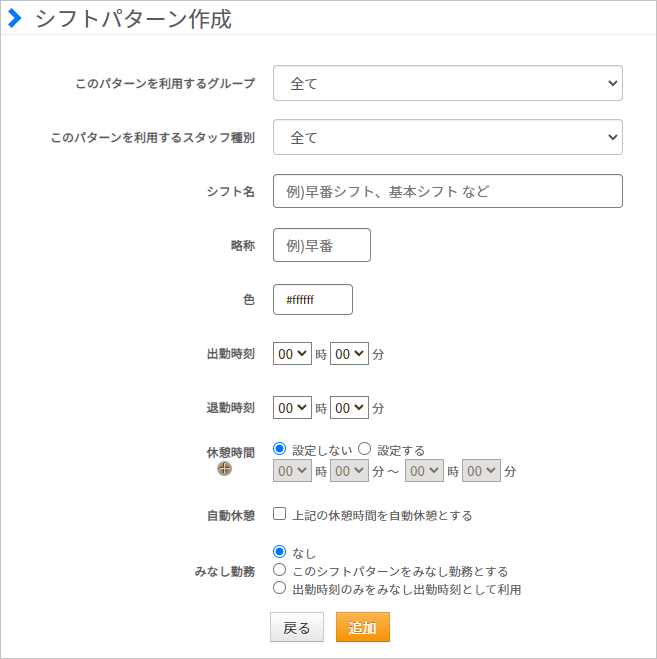 シフトパターン作成
このパターンを利用するグループ 全て
このパターンを利用するスタッフ種別 全て
シフト名 例)早番シフト、基本シフト など
略称 例)早番
色 #ffffff
出勤時刻 00 時 00 分
退勤時刻 00 時 00 分
休憩時間 設定しない 設定する
00 時 00 分 ～ 00 時 00 分
自動休憩 上記の休憩時間を自動休憩とする
みなし勤務 なし
このシフトパターンをみなし勤務とする
出勤時刻のみをみなし出勤時刻として利用
戻る 追加